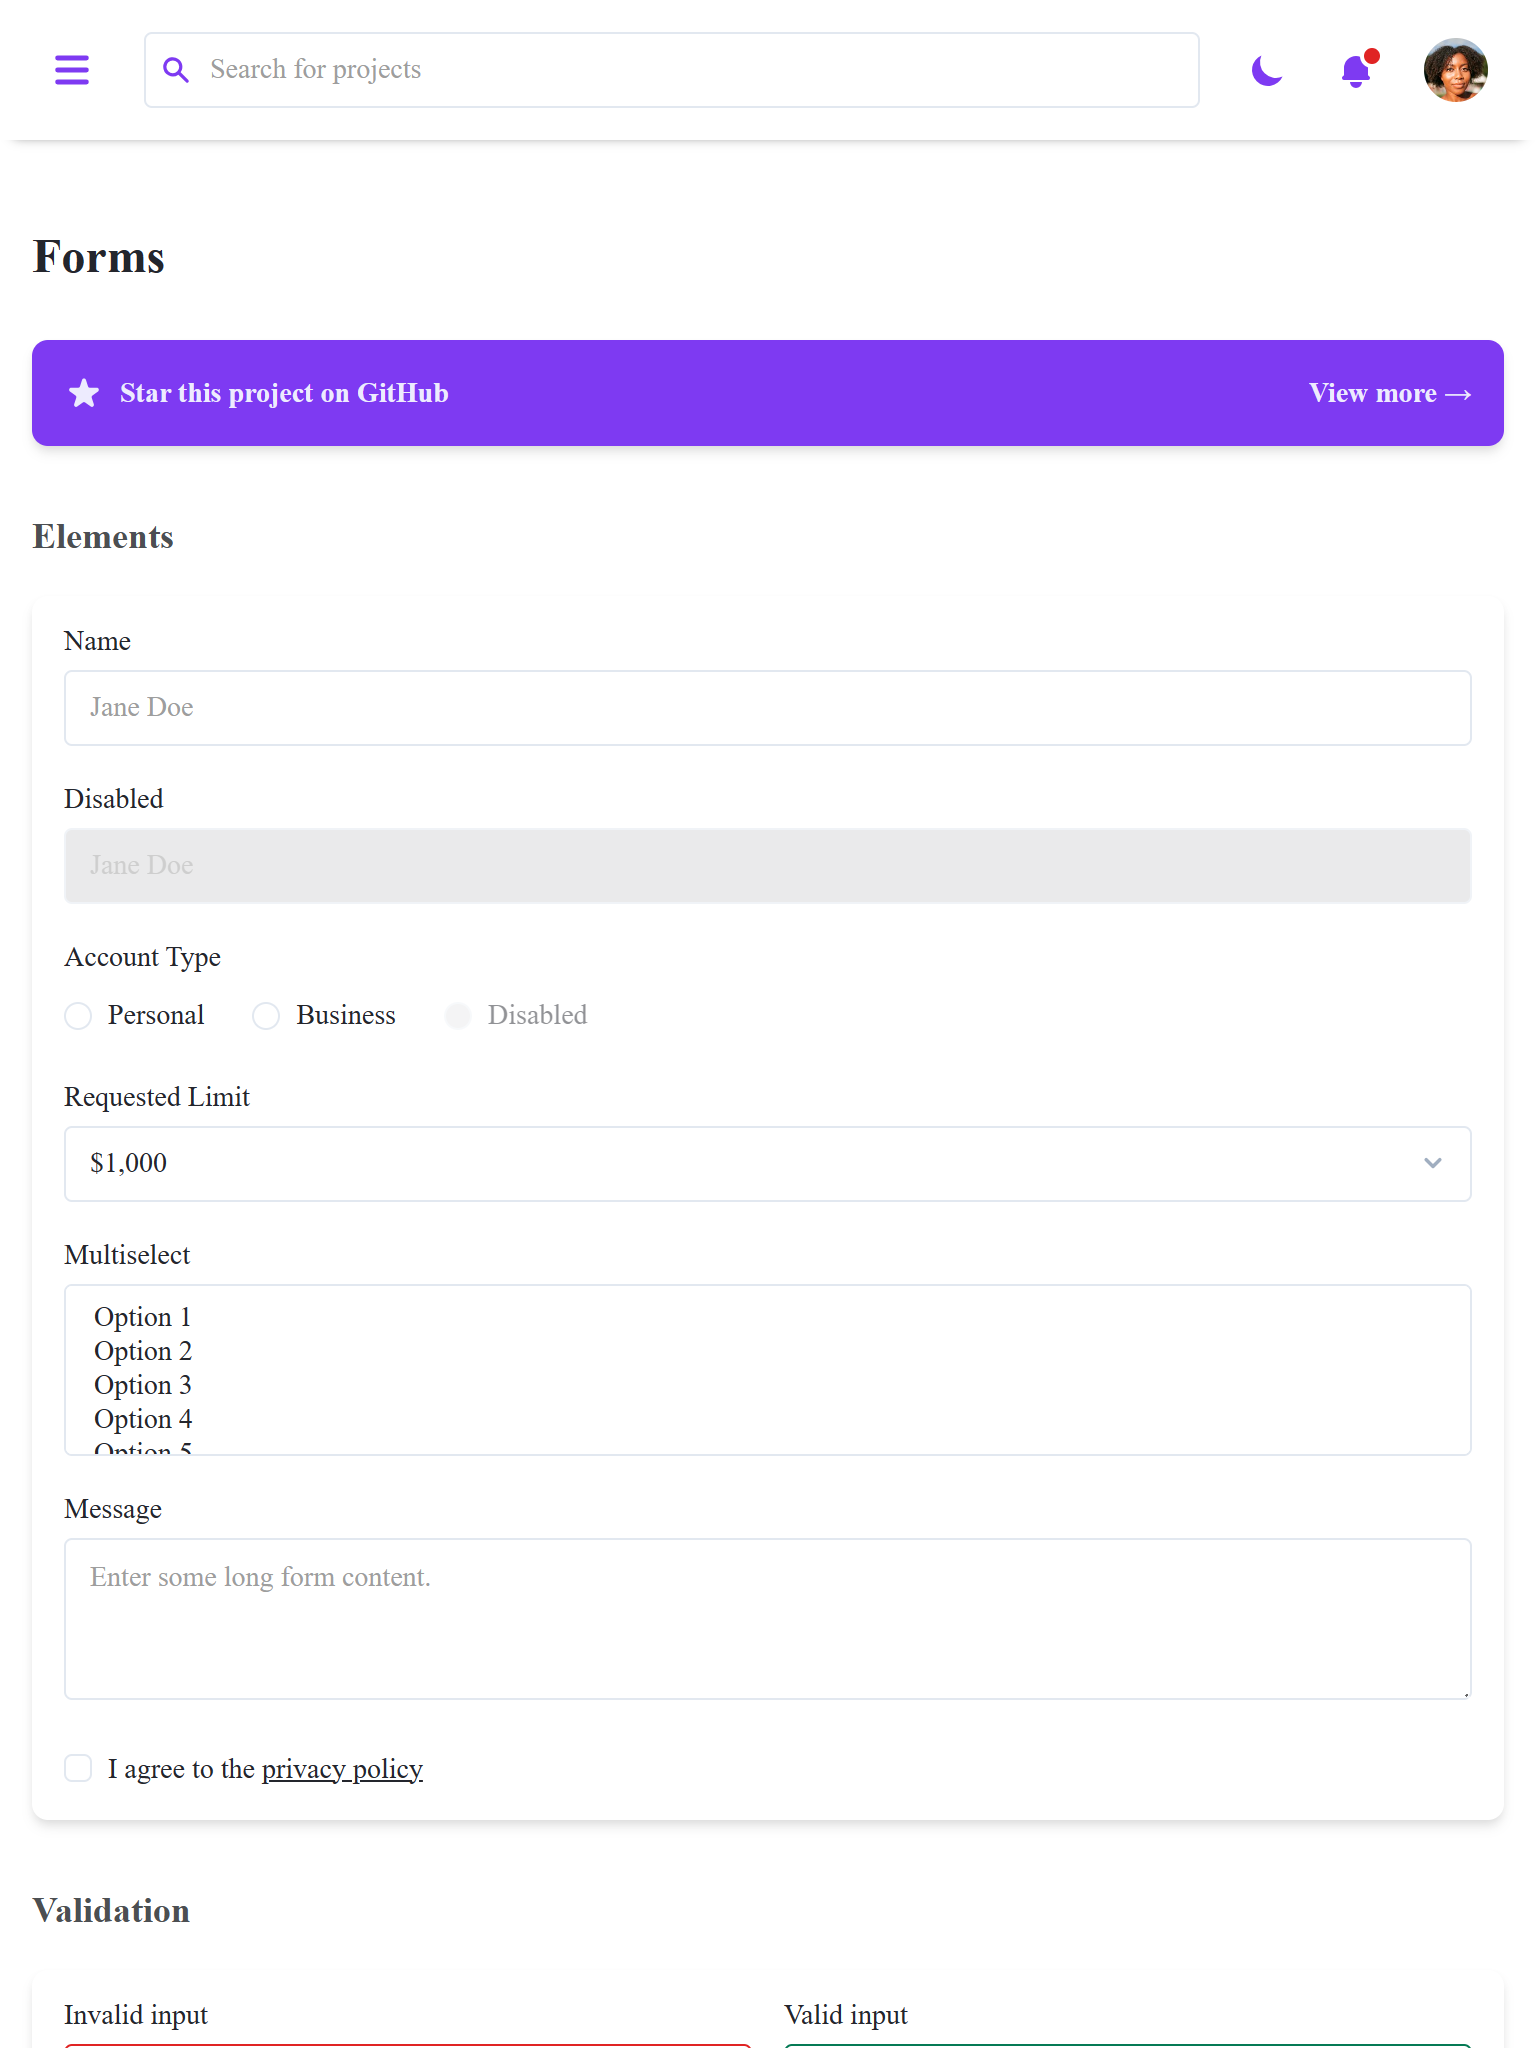 Search for projects
Forms
Star this project on GitHub
View more →
Elements
Name
Jane Doe
Disabled
Jane Doe
Account Type
Personal Business Disabled
Requested Limit
$1,000
Multiselect
Option 1
Option 2
Option 3
Option 4
Option 5
Message
Enter some long form content.
I agree to the privacy policy
Validation
Invalid input Valid input